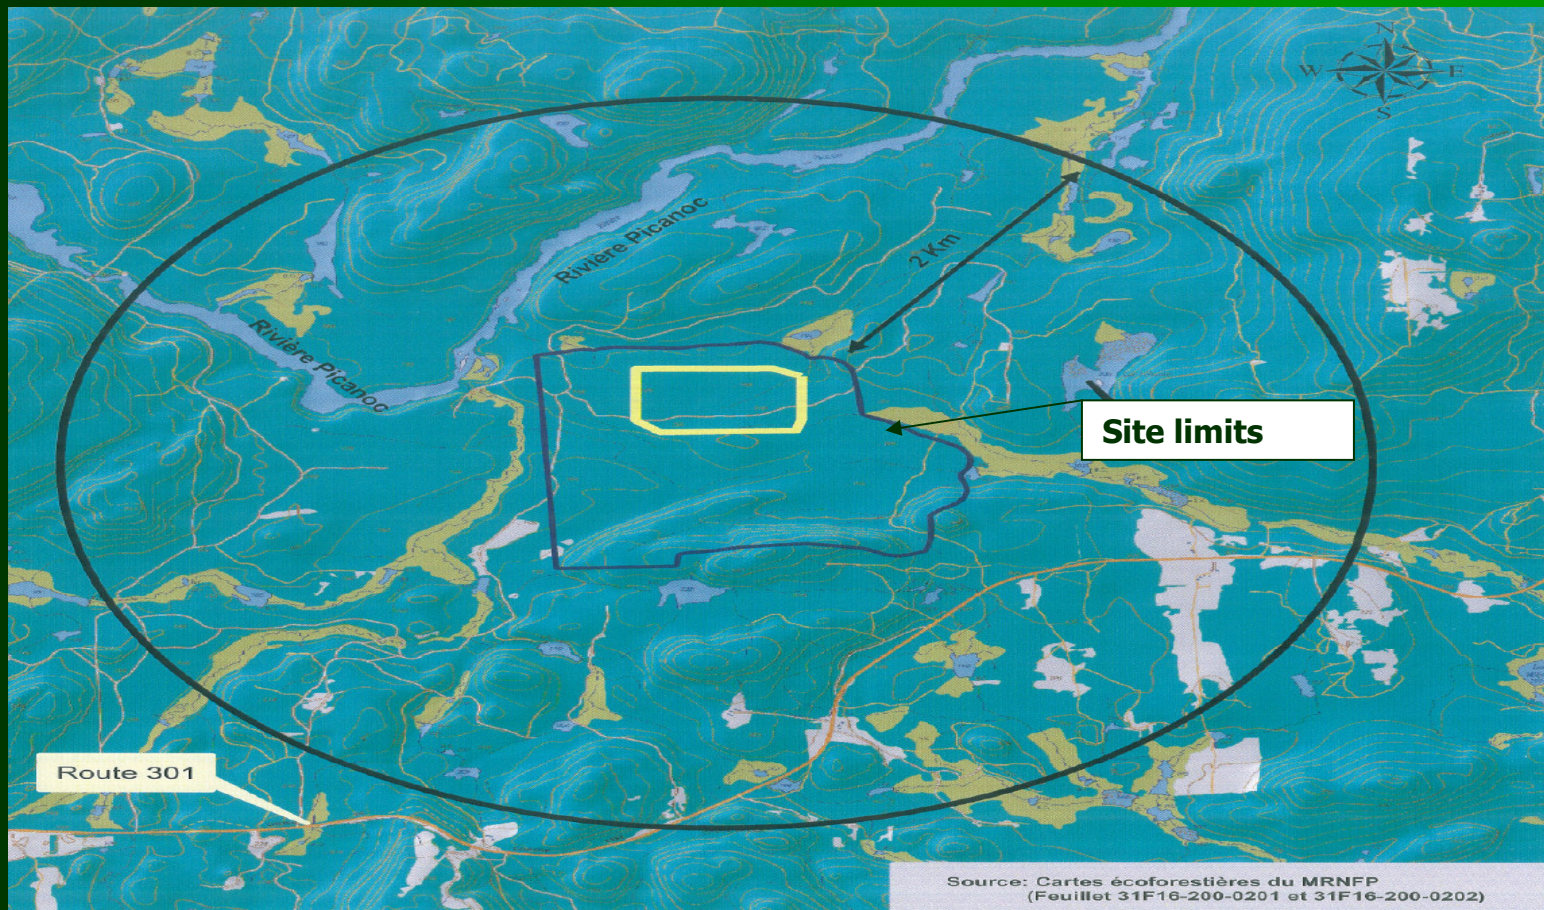 N
W E
S
Rivière Picanoc
2 Km
Rivière Picanoc
Site limits
Route 301
Source: Cartes écoforestières du MRNFP
(Feuillet 31F16-200-0201 et 31F16-200-0202)